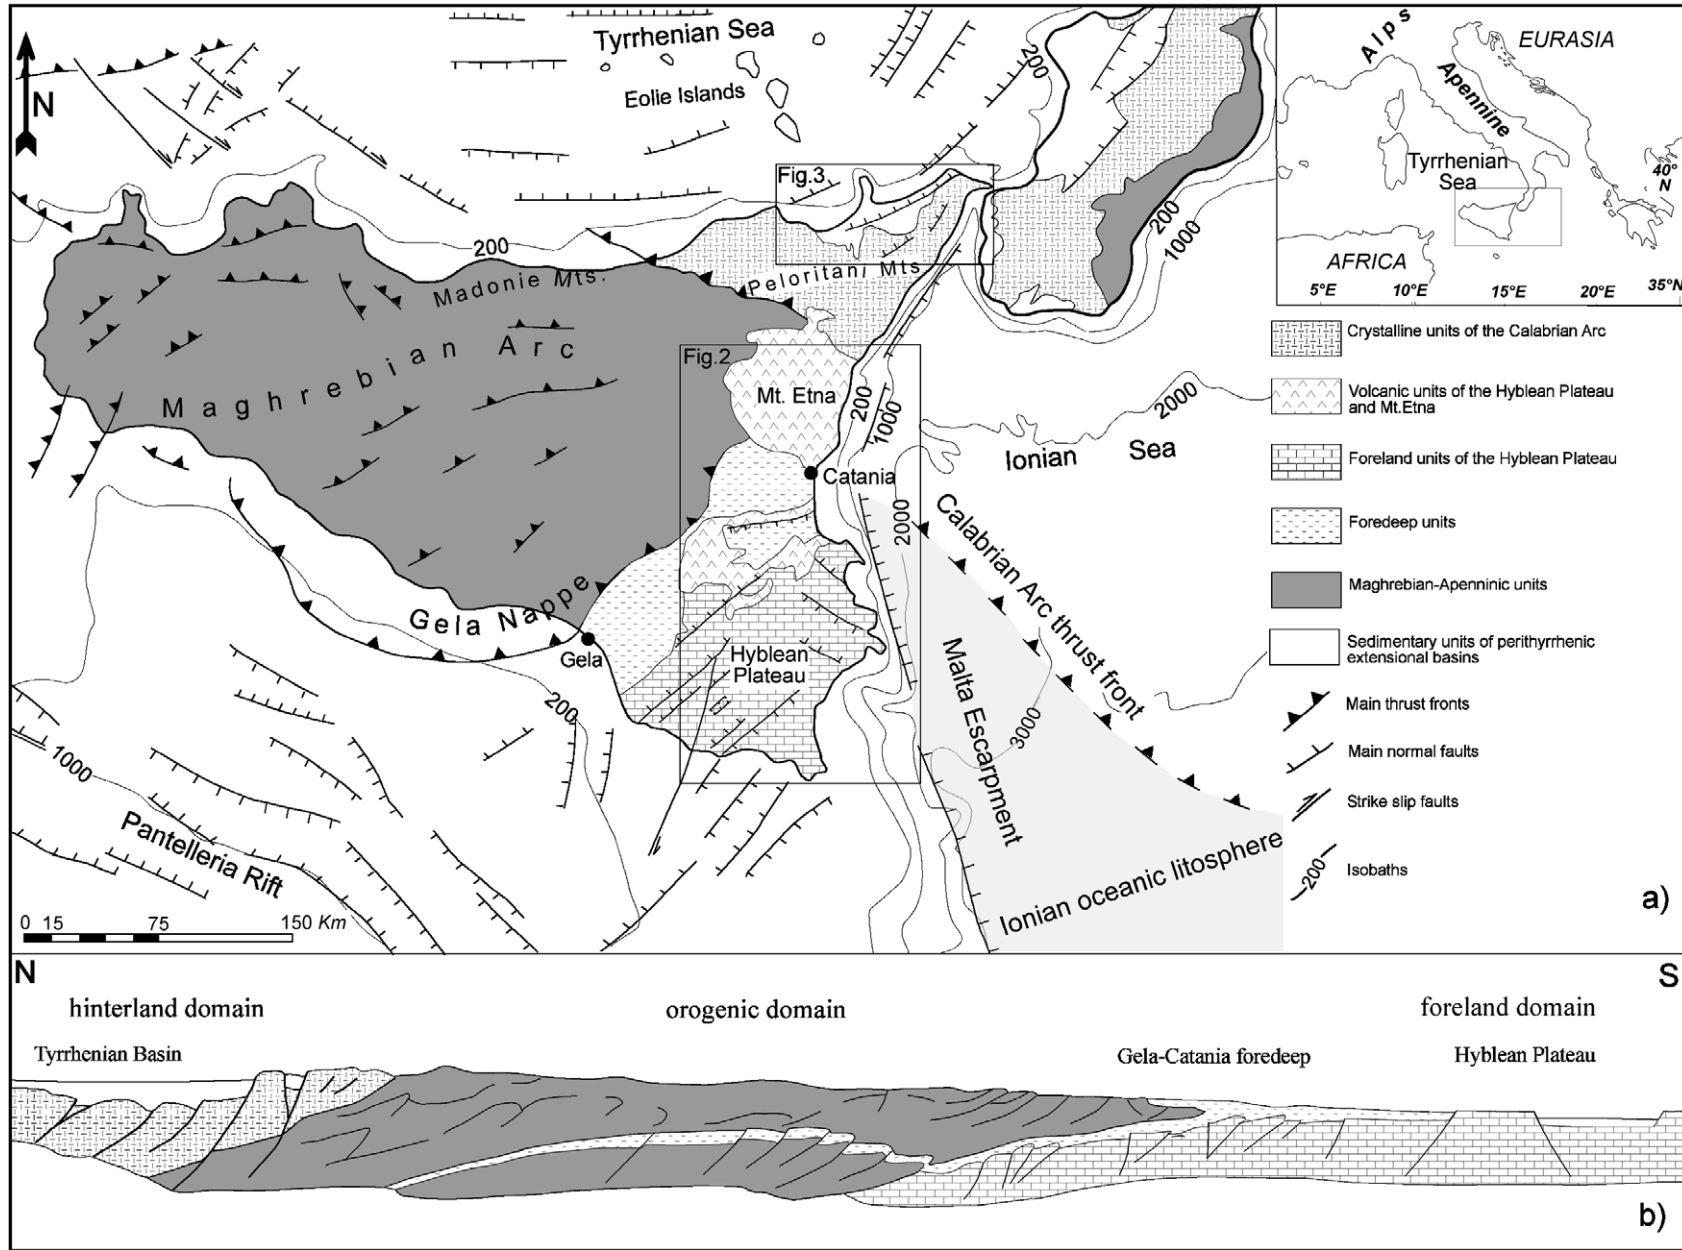 Tyrrhenian Sea
Eolie Islands
N
200
Fig.3
200
Madonie Mts.
Peloritani Mts.
200
1000
Maghrebian Arc
Fig.2
Mt. Etna
200
1000
Catania
2000
Ionian Sea
2000
Calabrian Arc thrust front
Gela Nappe
Gela
Hyblean
Plateau
Malta Escarpment
3000
200
1000
Pantelleria Rift
Ionian oceanic litosphere
0 15 75 150 Km
Alps
EURASIA
Apennine
Tyrrhenian
Sea
40°
N
AFRICA
35°N
5°E 10°E 15°E 20°E
Crystalline units of the Calabrian Arc
Volcanic units of the Hyblean Plateau
and Mt.Etna
Foreland units of the Hyblean Plateau
Foredeep units
Maghrebian-Apenninic units
Sedimentary units of perithyrrenic
extensional basins
Main thrust fronts
Main normal faults
Strike slip faults
200
Isobaths
a)
N
S
hinterland domain
orogenic domain
foreland domain
Tyrrhenian Basin
Gela-Catania foredeep
Hyblean Plateau
b)